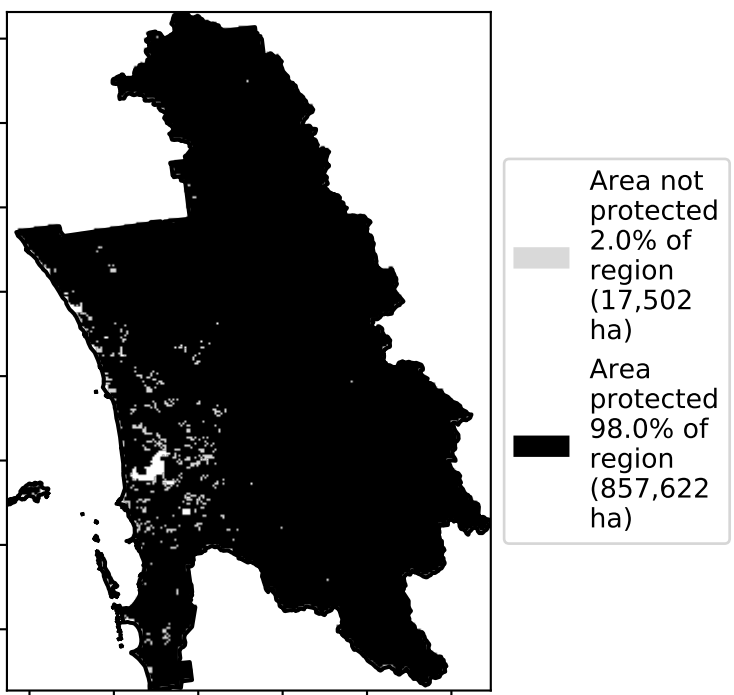 Area not
protected
2.0% of
region
(17,502
ha)
Area
protected
98.0% of
region
(857,622
ha)